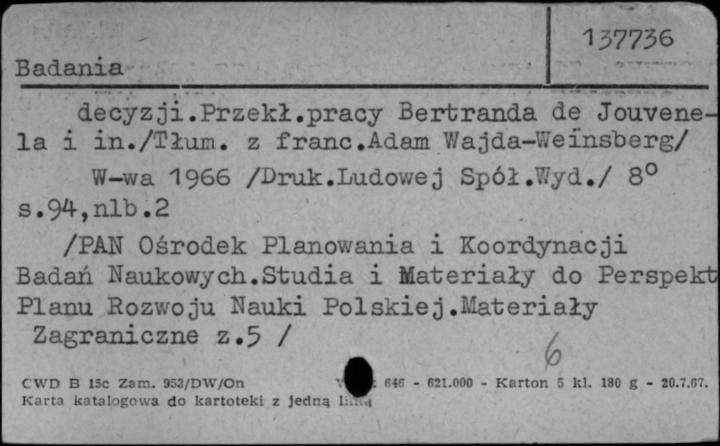 137736
Badania
decyzji.Przekł.pracy Bertranda de Jouvene-
la i in./Tłum. z franc.Adam Wajda-Weinsberg/
W-wa 1966 /Druk.Ludowej Spół.Wyd./ 8°
s.94,nlb.2
/PAN Ośrodek Planowania i Koordynacji
Badań Naukowych.Studia i Materiały do Perspekt
Planu Rozwoju Nauki Polskiej.Materiały
Zagraniczne z.5 /
6
CWD B 15c Zam. 953/DW/On : 646 - 621.000 - Karton 5 kl. 180 g - 20.7.67.
Karta katalogowa do kartoteki z jedną